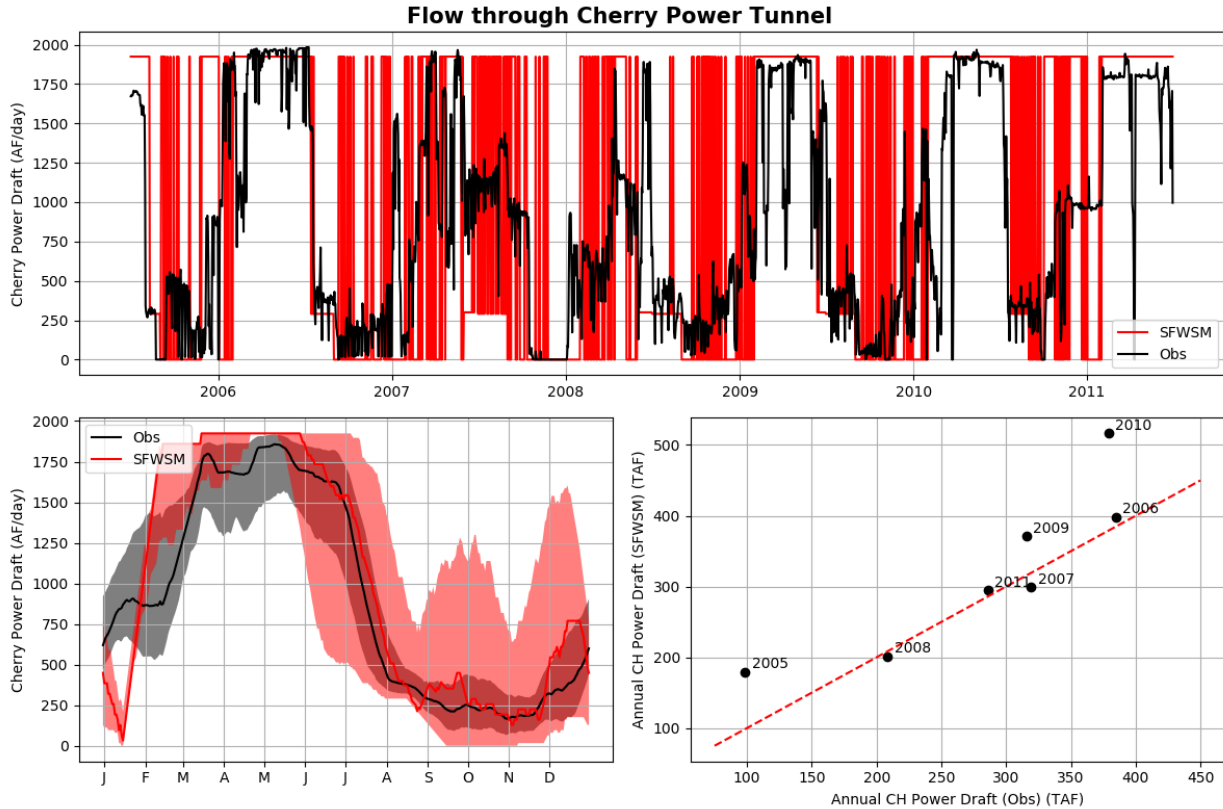 Flow through Cherry Power Tunnel
Cherry Power Draft (AF/day)
2000
1750
1500
1250
1000
750
500
250
0
2006
2007
2008
2009
2010
2011
SFWSM
Obs
Cherry Power Draft (AF/day)
2000
1750
1500
1250
1000
750
500
250
0
J
F
M
A
M
J
J
A
S
O
N
D
Obs
SFWSM
Annual CH Power Draft (SFWSM) (TAF)
500
400
300
200
100
2010
2006
2009
2011
2007
2008
2005
100
150
200
250
300
350
400
450
Annual CH Power Draft (Obs) (TAF)